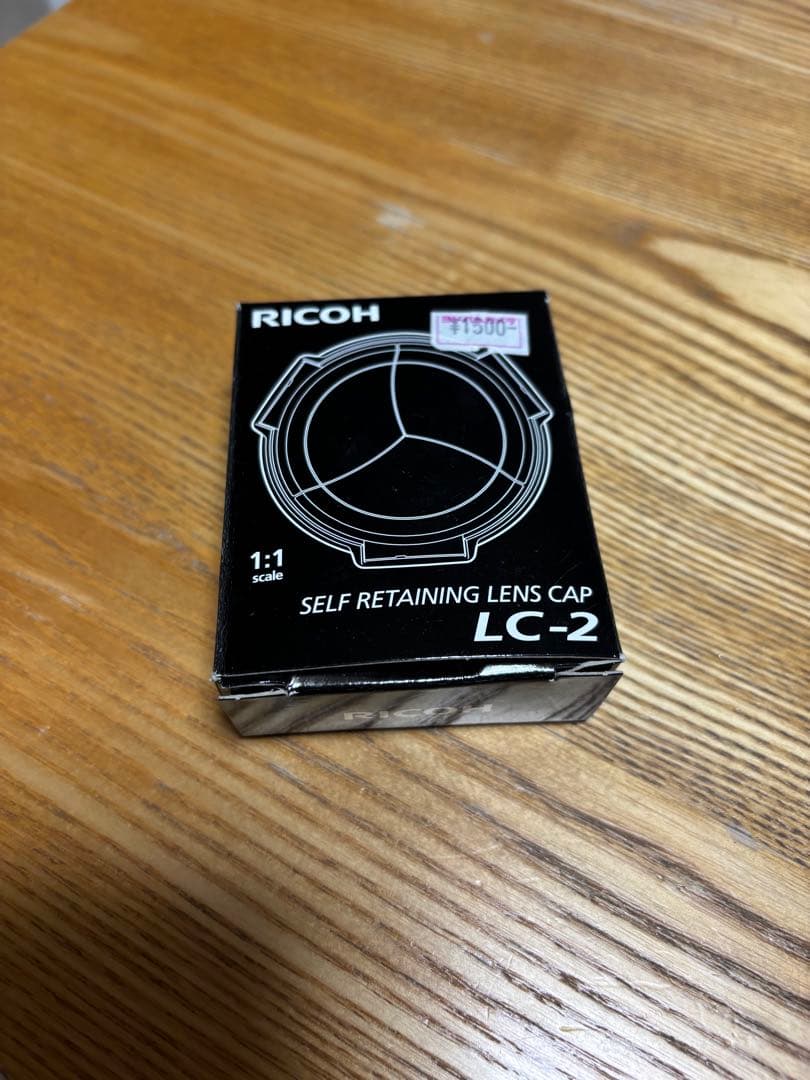 RICOH
¥1500-
1:1
scale
SELF RETAINING LENS CAP
LC-2
RICOH